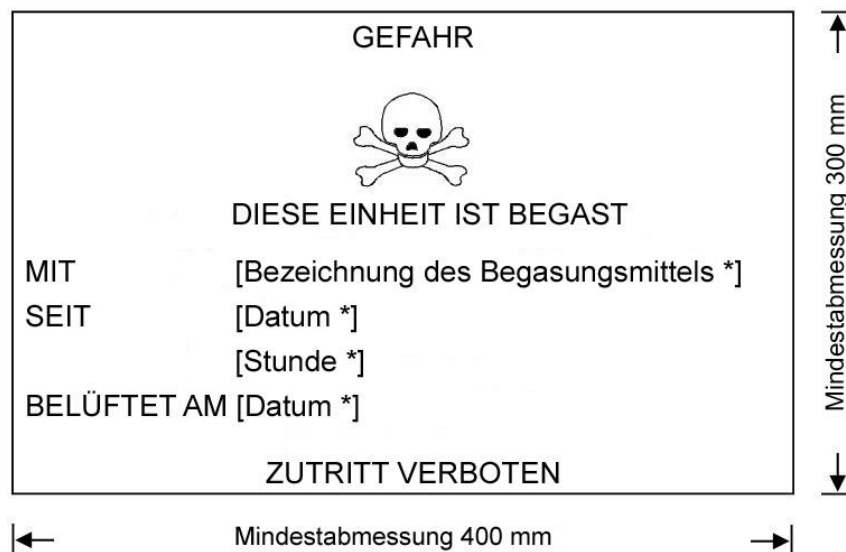 GEFAHR
DIESE EINHEIT IST BEGAST
MIT [Bezeichnung des Begasungsmittels *]
SEIT [Datum *]
[Stunde *]
BELÜFTET AM [Datum *]
ZUTRITT VERBOTEN
Mindestabmessung 300 mm
Mindestabmessung 400 mm